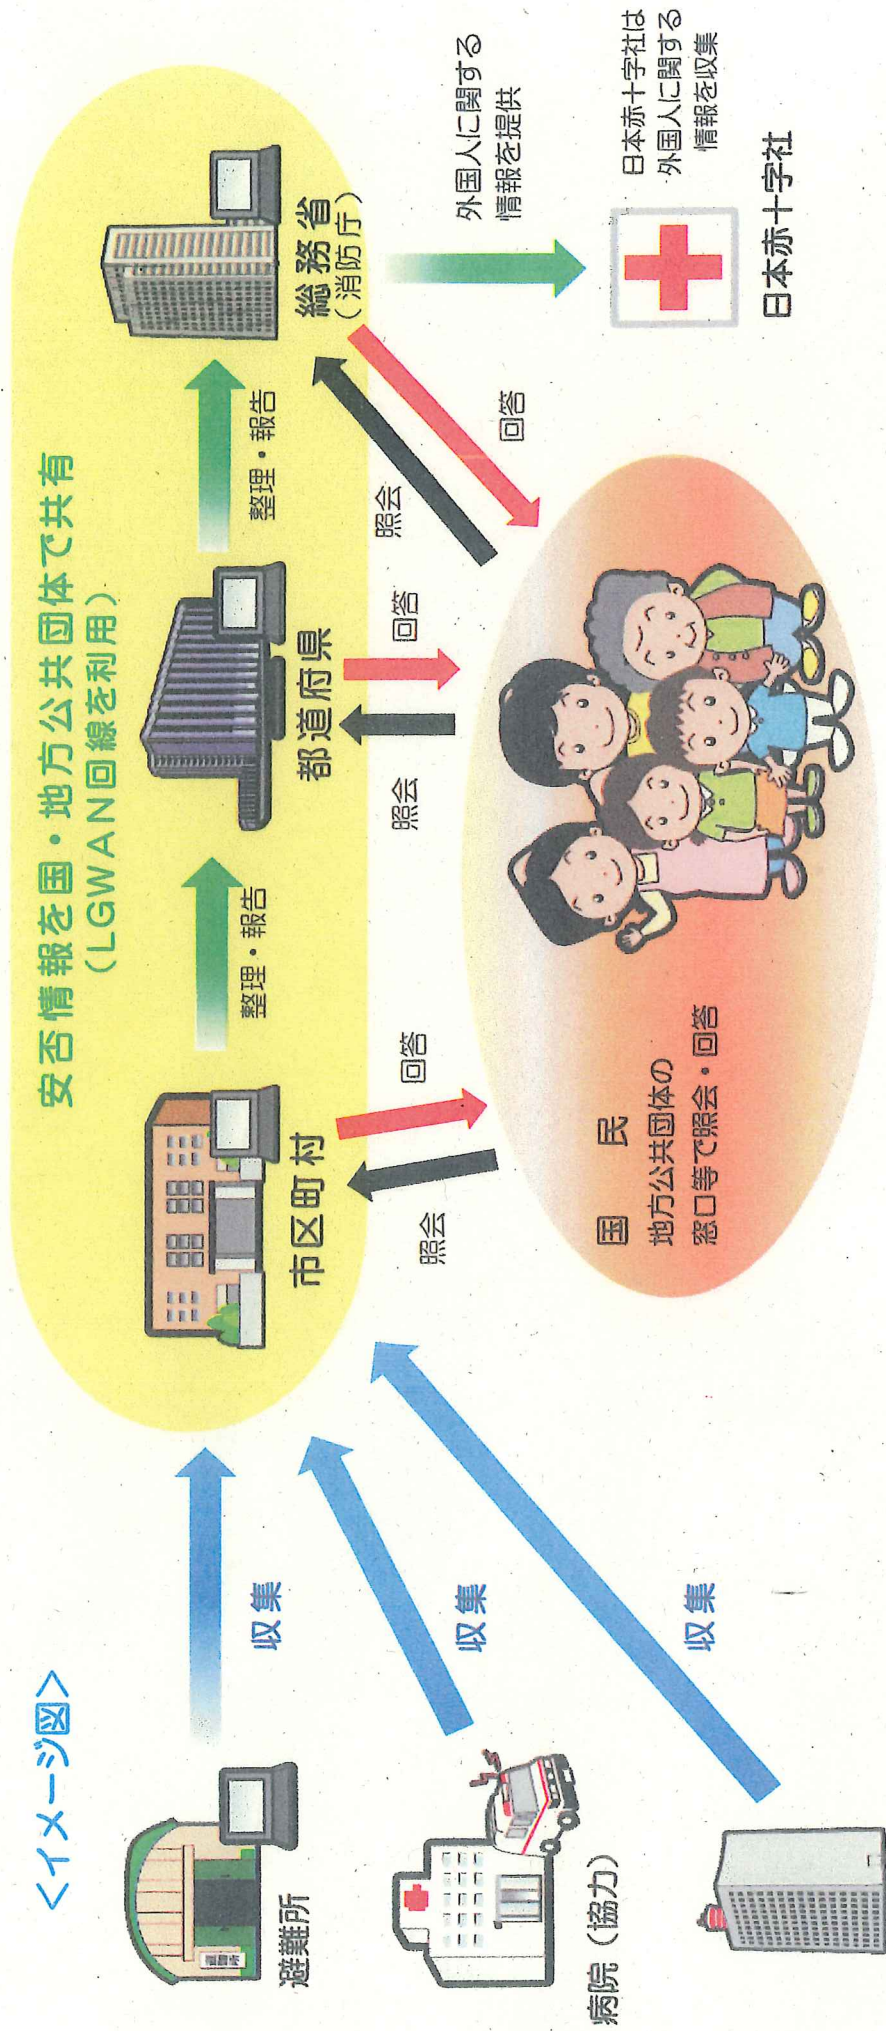 <イメージ図>
安否情報を国・地方公共団体で共有
(LGWAN回線を利用)
避難所
収集
病院(協力)
収集
収集
市区町村
整理・報告
都道府県
整理・報告
総務省
(消防庁)
照会
回答
照会
回答
照会
回答
国 民
地方公共団体の
窓口等で照会・回答
外国人に関する
情報を提供
日本赤十字社は
外国人に関する
情報を収集
日本赤十字社